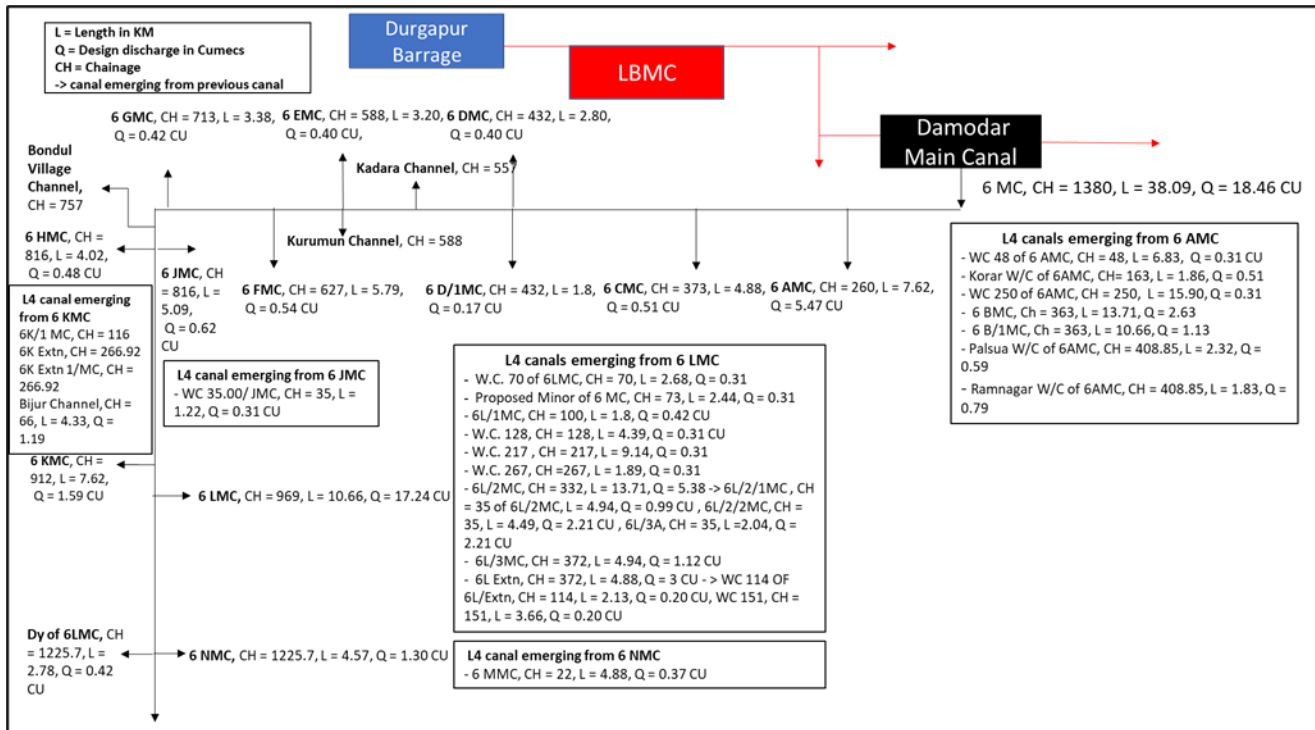 L = Length in KM
Q = Design discharge in Cumecs
CH = Chainage
-> canal emerging from previous canal
Durgapur
Barrage
LBMC
Damodar
Main Canal
6 MC, CH = 1380, L = 38.09, Q = 18.46 CU
6 GMC, CH = 713, L = 3.38,
Q = 0.42 CU
6 EMC, CH = 588, L = 3.20,
Q = 0.40 CU,
6 DMC, CH = 432, L = 2.80,
Q = 0.40 CU
Bondul
Village
Channel,
CH = 757
Kadara Channel, CH = 557
Kurumun Channel, CH = 588
6 HMC, CH =
816, L = 4.02,
Q = 0.48 CU
6 JMC, CH
= 816, L =
5.09,
Q = 0.62
CU
6 FMC, CH = 627, L = 5.79,
Q = 0.54 CU
6 D/1MC, CH = 432, L = 1.8,
Q = 0.17 CU
6 CMC, CH = 373, L = 4.88,
Q = 0.51 CU
6 AMC, CH = 260, L = 7.62,
Q = 5.47 CU
L4 canals emerging from 6 AMC
- WC 48 of 6 AMC, CH = 48, L = 6.83, Q = 0.31 CU
- Korar W/C of 6AMC, CH= 163, L = 1.86, Q = 0.51
- WC 250 of 6AMC, CH = 250, L = 15.90, Q = 0.31
- 6 BMC, Ch = 363, L = 13.71, Q = 2.63
- 6 B/1MC, Ch = 363, L = 10.66, Q = 1.13
- Palsua W/C of 6AMC, CH = 408.85, L = 2.32, Q =
0.59
- Ramnagar W/C of 6AMC, CH = 408.85, L = 1.83, Q =
0.79
L4 canal emerging from
6 KMC
6K/1 MC, CH = 116
6K Extn, CH = 266.92
6K Extn 1/MC, CH =
266.92
Bijur Channel, CH =
66, L = 4.33, Q =
1.19
L4 canal emerging from 6 JMC
- WC 35.00/ JMC, CH = 35, L =
1.22, Q = 0.31 CU
L4 canals emerging from 6 LMC
- W.C. 70 of 6LMC, CH = 70, L = 2.68, Q = 0.31
- Proposed Minor of 6 MC, CH = 73, L = 2.44, Q = 0.31
- 6L/1MC, CH = 100, L = 1.8, Q = 0.42 CU
- W.C. 128, CH = 128, L = 4.39, Q = 0.31 CU
- W.C. 217 , CH = 217, L = 9.14, Q = 0.31
- W.C. 267, CH =267, L = 1.89, Q = 0.31
- 6L/2MC, CH = 332, L = 13.71, Q = 5.38 -> 6L/2/1MC , CH
= 35 of 6L/2MC, L = 4.94, Q = 0.99 CU , 6L/2/2MC, CH =
35, L = 4.49, Q = 2.21 CU , 6L/3A, CH = 35, L =2.04, Q =
2.21 CU
- 6L/3MC, CH = 372, L = 4.94, Q = 1.12 CU
- 6L Extn, CH = 372, L = 4.88, Q = 3 CU -> WC 114 OF
6L/Extn, CH = 114, L = 2.13, Q = 0.20 CU, WC 151, CH =
151, L = 3.66, Q = 0.20 CU
6 KMC, CH =
912, L = 7.62,
Q = 1.59 CU
6 LMC, CH = 969, L = 10.66, Q = 17.24 CU
Dy of 6LMC, CH
= 1225.7, L =
2.78, Q = 0.42
CU
6 NMC, CH = 1225.7, L = 4.57, Q = 1.30 CU
L4 canal emerging from 6 NMC
- 6 MMC, CH = 22, L = 4.88, Q = 0.37 CU